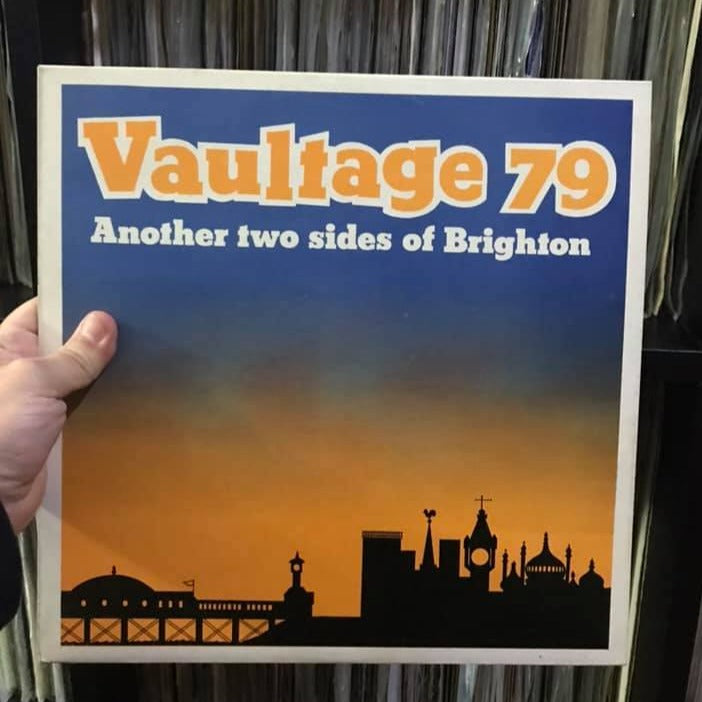 Vaultage 79
Another two sides of Brighton